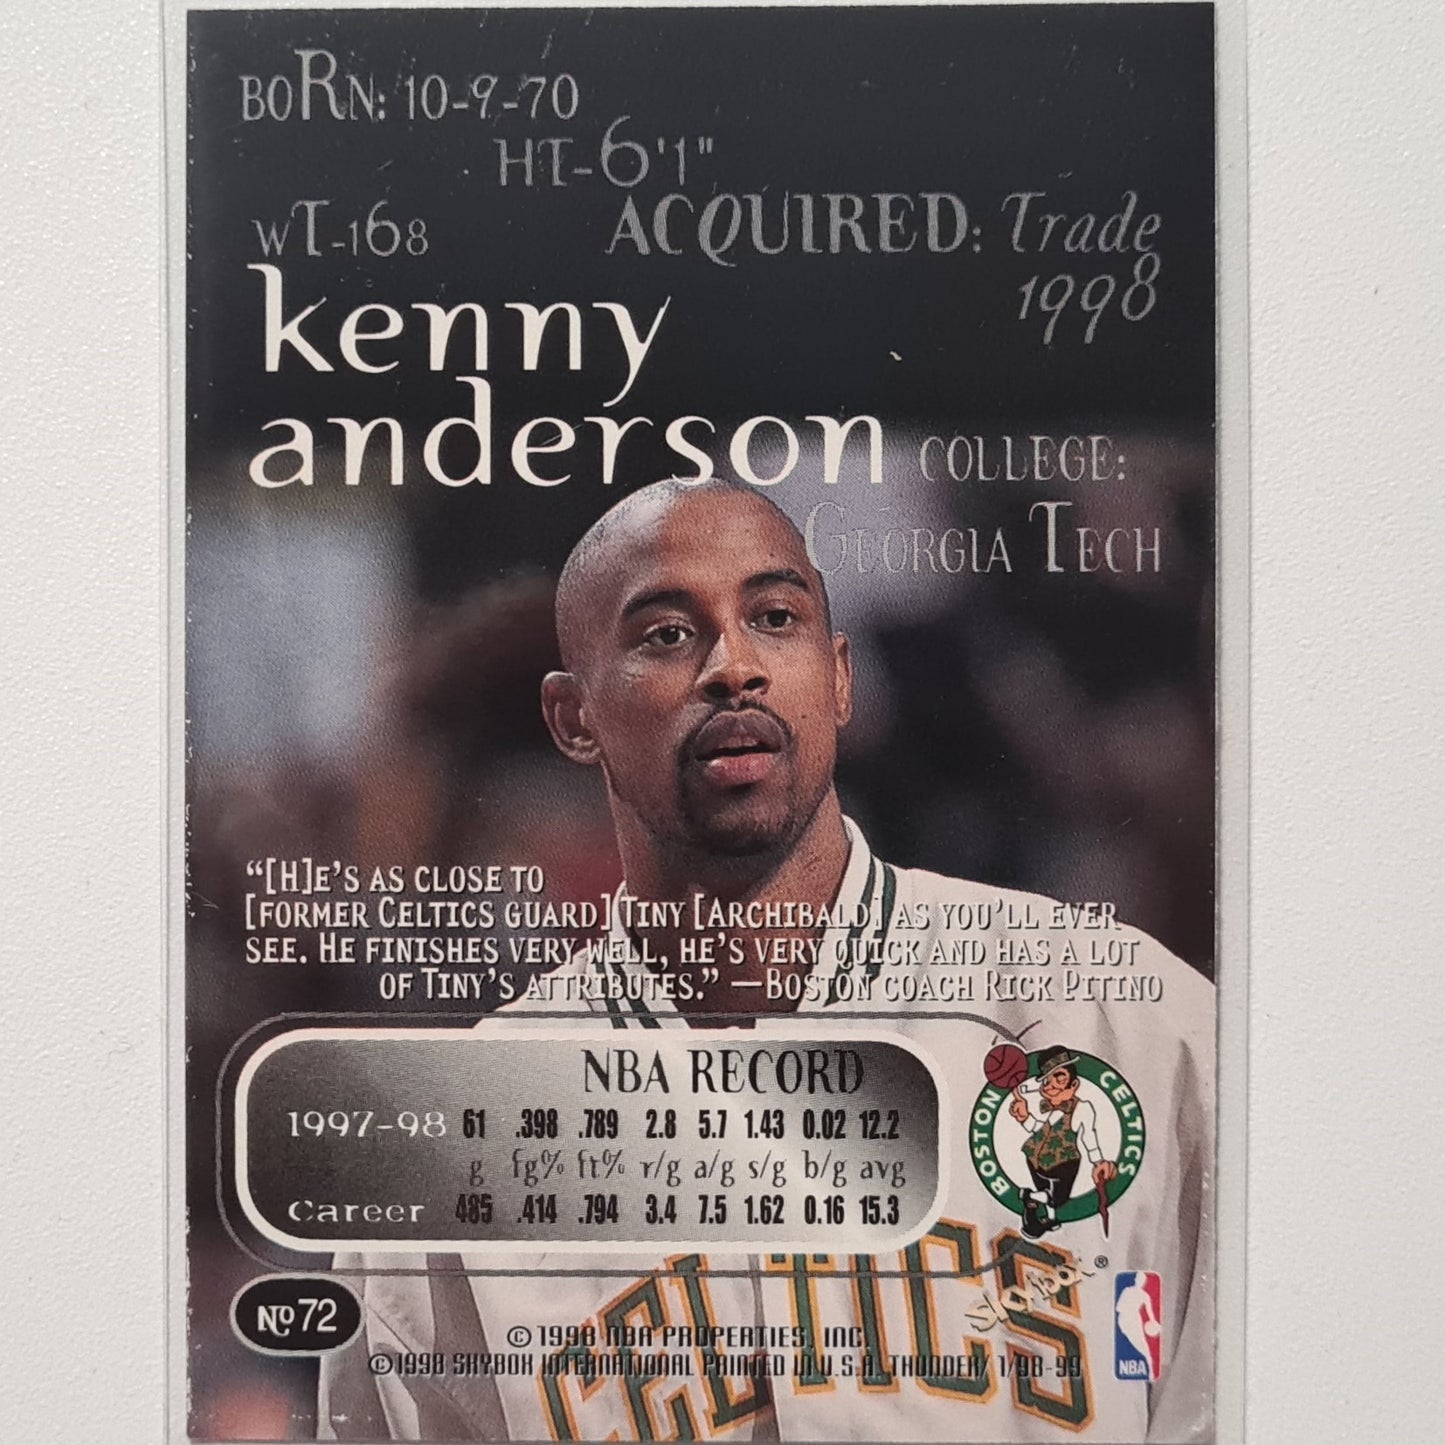 BORN: 10-9-70
HT-6'1"
WT-168
ACQUIRED: Trade
1998
kenny
anderson
COLLEGE:
GEORGIA TECH
“[H]E’S AS CLOSE TO
[FORMER CELTICS GUARD] TINY [ARCHIBALD] AS YOU’LL EVER
SEE. HE FINISHES VERY WELL, HE’S VERY QUICK AND HAS A LOT
OF TINY’S ATTRIBUTES.” —BOSTON COACH RICK PITINO
NBA RECORD
1997-98 61 .398 .789 2.8 5.7 1.43 0.02 12.2
g fg% ft% r/g a/g s/g b/g avg
Career 485 .414 .794 3.4 7.5 1.62 0.16 15.3
BOSTON CELTICS
CELTICS
SKYBOX®
NBA
No 72
© 1998 NBA PROPERTIES, INC.
© 1998 SKYBOX INTERNATIONAL PRINTED IN U.S.A. THUNDER/ 1/98-99